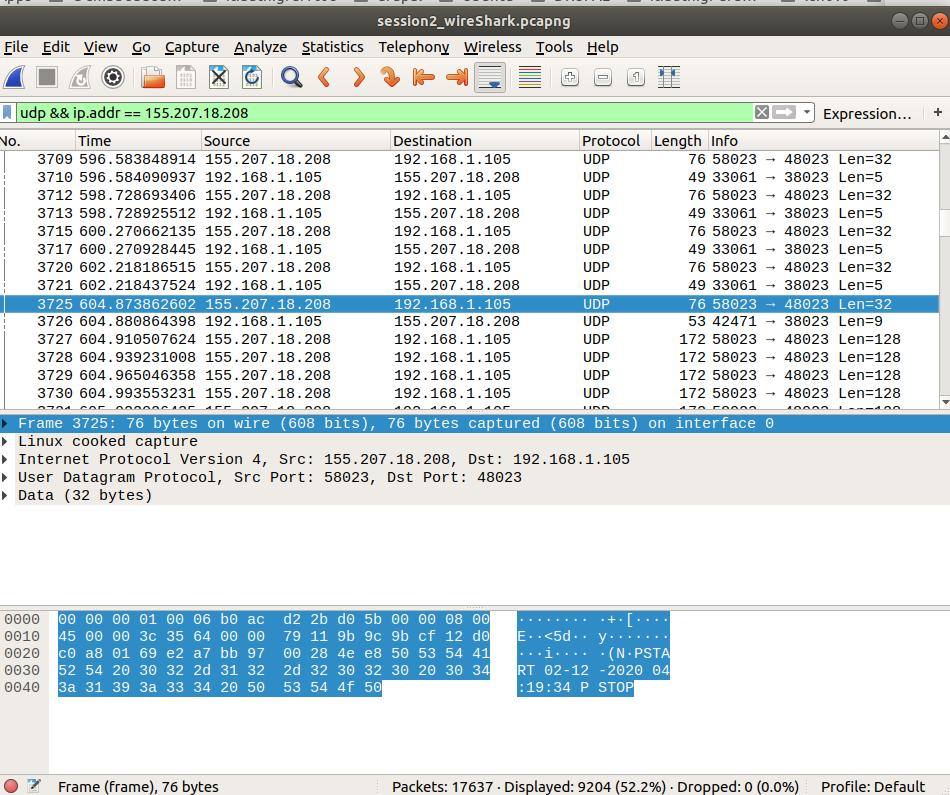 session2_wireShark.pcapng
File Edit View Go Capture Analyze Statistics Telephony Wireless Tools Help
udp && ip.addr == 155.207.18.208 Expression… +
No. Time Source Destination Protocol Length Info
3709 596.583848914 155.207.18.208 192.168.1.105 UDP 76 58023 → 48023 Len=32
3710 596.584090937 192.168.1.105 155.207.18.208 UDP 49 33061 → 38023 Len=5
3712 598.728693406 155.207.18.208 192.168.1.105 UDP 76 58023 → 48023 Len=32
3713 598.728925512 192.168.1.105 155.207.18.208 UDP 49 33061 → 38023 Len=5
3715 600.270662135 155.207.18.208 192.168.1.105 UDP 76 58023 → 48023 Len=32
3717 600.270928445 192.168.1.105 155.207.18.208 UDP 49 33061 → 38023 Len=5
3720 602.218186515 155.207.18.208 192.168.1.105 UDP 76 58023 → 48023 Len=32
3721 602.218437524 192.168.1.105 155.207.18.208 UDP 49 33061 → 38023 Len=5
3725 604.873862602 155.207.18.208 192.168.1.105 UDP 76 58023 → 48023 Len=32
3726 604.880864398 192.168.1.105 155.207.18.208 UDP 53 42471 → 38023 Len=9
3727 604.910507624 155.207.18.208 192.168.1.105 UDP 172 58023 → 48023 Len=128
3728 604.939231008 155.207.18.208 192.168.1.105 UDP 172 58023 → 48023 Len=128
3729 604.965046358 155.207.18.208 192.168.1.105 UDP 172 58023 → 48023 Len=128
3730 604.993553231 155.207.18.208 192.168.1.105 UDP 172 58023 → 48023 Len=128
Frame 3725: 76 bytes on wire (608 bits), 76 bytes captured (608 bits) on interface 0
Linux cooked capture
Internet Protocol Version 4, Src: 155.207.18.208, Dst: 192.168.1.105
User Datagram Protocol, Src Port: 58023, Dst Port: 48023
Data (32 bytes)
0000 00 00 00 01 00 06 b0 ac d2 2b d0 5b 00 00 08 00 ········ ·+·[····
0010 45 00 00 3c 35 64 00 00 79 11 9b 9c 9b cf 12 d0 E··<5d·· y·······
0020 c0 a8 01 69 e2 a7 bb 97 00 28 4e e8 50 53 54 41 ···i···· ·(N·PSTA
0030 52 54 20 30 32 2d 31 32 2d 32 30 32 30 20 30 34 RT 02-12 -2020 04
0040 3a 31 39 3a 33 34 20 50 53 54 4f 50 :19:34 P STOP
Frame (frame), 76 bytes Packets: 17637 · Displayed: 9204 (52.2%) · Dropped: 0 (0.0%) Profile: Default